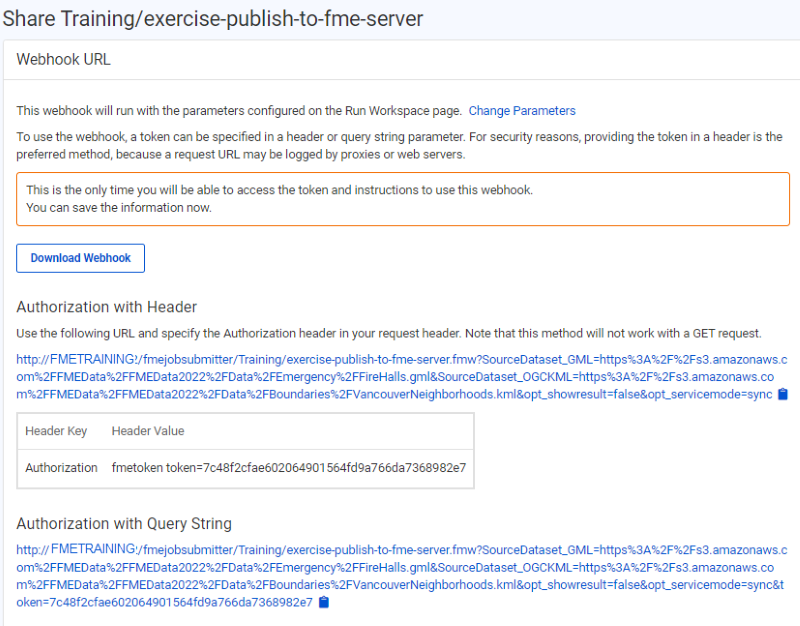 Share Training/exercise-publish-to-fme-server
Webhook URL
This webhook will run with the parameters configured on the Run Workspace page. Change Parameters
To use the webhook, a token can be specified in a header or query string parameter. For security reasons, providing the token in a header is the
preferred method, because a request URL may be logged by proxies or web servers.
This is the only time you will be able to access the token and instructions to use this webhook.
You can save the information now.
Download Webhook
Authorization with Header
Use the following URL and specify the Authorization header in your request header. Note that this method will not work with a GET request.
http://FMETRAINING:/fmejobsubmitter/Training/exercise-publish-to-fme-server.fmw?SourceDataset_GML=https%3A%2F%2Fs3.amazonaws.c
om%2FFMEData%2FFMEData2022%2FData%2FEmergency%2FFireHalls.gml&SourceDataset_OGCKML=https%3A%2F%2Fs3.amazonaws.co
m%2FFMEData%2FFMEData2022%2FData%2FBoundaries%2FVancouverNeighborhoods.kml&opt_showresult=false&opt_servicemode=sync
Header Key Header Value
Authorization fmetoken token=7c48f2cfae602064901564fd9a766da7368982e7
Authorization with Query String
http://FMETRAINING:/fmejobsubmitter/Training/exercise-publish-to-fme-server.fmw?SourceDataset_GML=https%3A%2F%2Fs3.amazonaws.c
om%2FFMEData%2FFMEData2022%2FData%2FEmergency%2FFireHalls.gml&SourceDataset_OGCKML=https%3A%2F%2Fs3.amazonaws.co
m%2FFMEData%2FFMEData2022%2FData%2FBoundaries%2FVancouverNeighborhoods.kml&opt_showresult=false&opt_servicemode=sync&t
oken=7c48f2cfae602064901564fd9a766da7368982e7